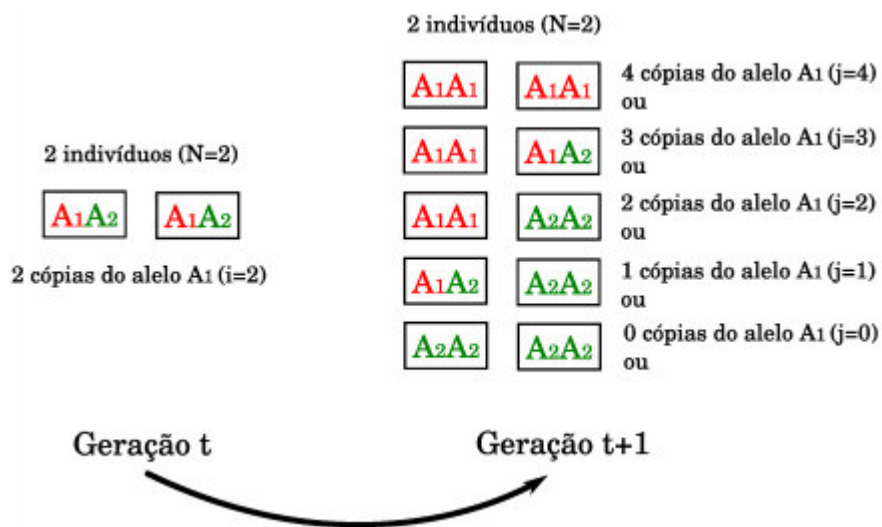 2 indivíduos (N=2)
A1A2 A1A2
2 cópias do alelo A1 (i=2)
2 indivíduos (N=2)
A1A1 A1A1 4 cópias do alelo A1 (j=4)
ou
A1A1 A1A2 3 cópias do alelo A1 (j=3)
ou
A1A1 A2A2 2 cópias do alelo A1 (j=2)
ou
A1A2 A2A2 1 cópias do alelo A1 (j=1)
ou
A2A2 A2A2 0 cópias do alelo A1 (j=0)
ou
Geração t
Geração t+1